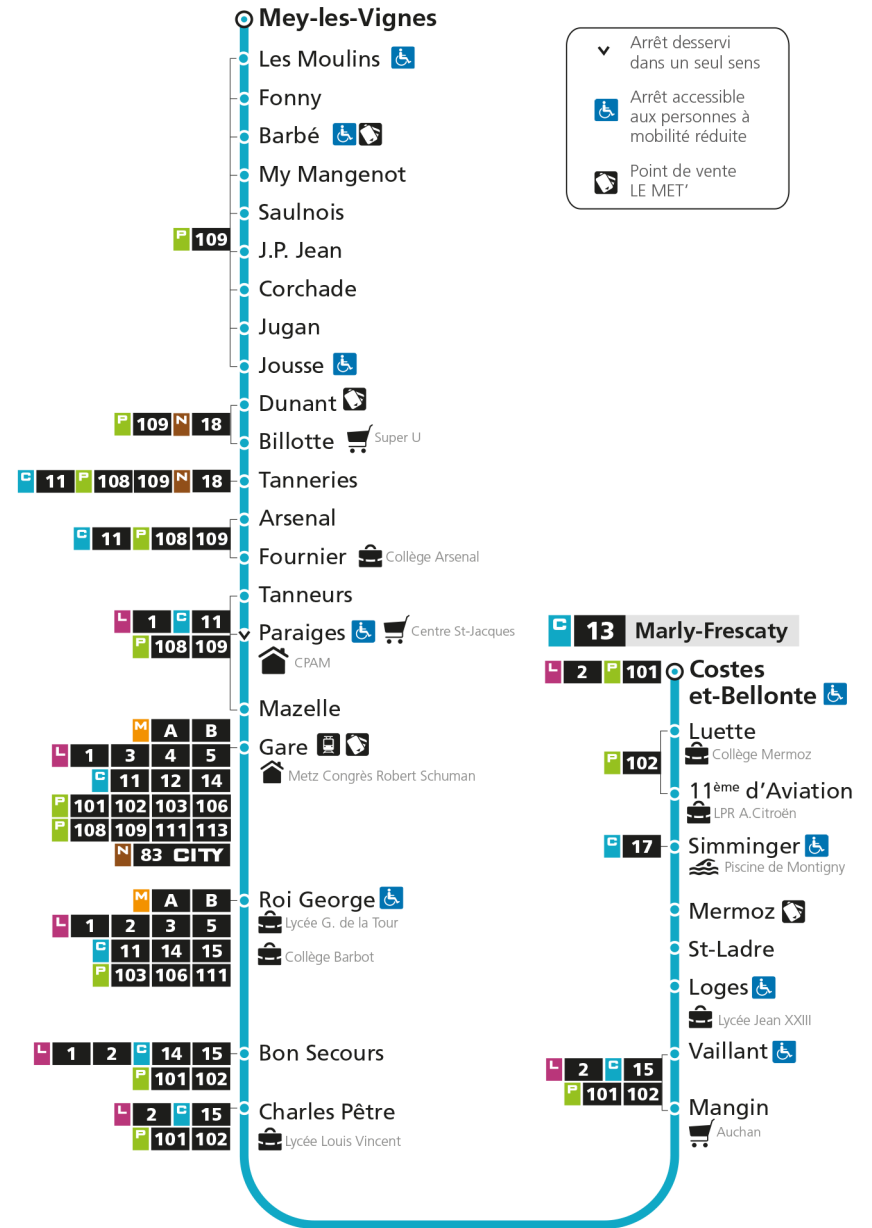 Mey-les-Vignes
Les Moulins
Fonny
Barbé
My Mangenot
Saulnois
P 109
J.P. Jean
Corchade
Jugan
Jousse
Dunant
P 109 N 18
Billotte
Super U
C 11 P 108 109 N 18
Tanneries
Arsenal
C 11 P 108 109
Fournier
Collège Arsenal
Tanneurs
L 1 C 11
P 108 109
Paraiges
Centre St-Jacques
CPAM
Mazelle
M A B
L 1 3 4 5
C 11 12 14
P 101 102 103 106
P 108 109 111 113
N 83 CITY
Gare
Metz Congrès Robert Schuman
M A B
L 1 2 3 5
C 11 14 15
P 103 106 111
Roi George
Lycée G. de la Tour
Collège Barbot
L 1 2 C 14 15
P 101 102
Bon Secours
L 2 C 15
P 101 102
Charles Pêtre
Lycée Louis Vincent
Arrêt desservi
dans un seul sens
Arrêt accessible
aux personnes à
mobilité réduite
Point de vente
LE MET'
C 13 Marly-Frescaty
L 2 P 101
Costes
et-Bellonte
Luette
Collège Mermoz
P 102
11ème d'Aviation
LPR A.Citroën
C 17
Simminger
Piscine de Montigny
Mermoz
St-Ladre
Loges
Lycée Jean XXIII
Vaillant
L 2 C 15
P 101 102
Mangin
Auchan